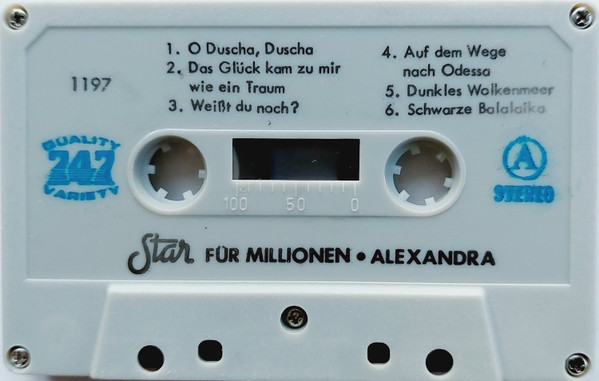 1197
1. O Duscha, Duscha
2. Das Glück kam zu mir
wie ein Traum
3. Weißt du noch?
4. Auf dem Wege
nach Odessa
5. Dunkles Wolkenmeer
6. Schwarze Balalaika
QUALITY
747
VARIETY
A
STEREO
100 50 0
Star FÜR MILLIONEN • ALEXANDRA